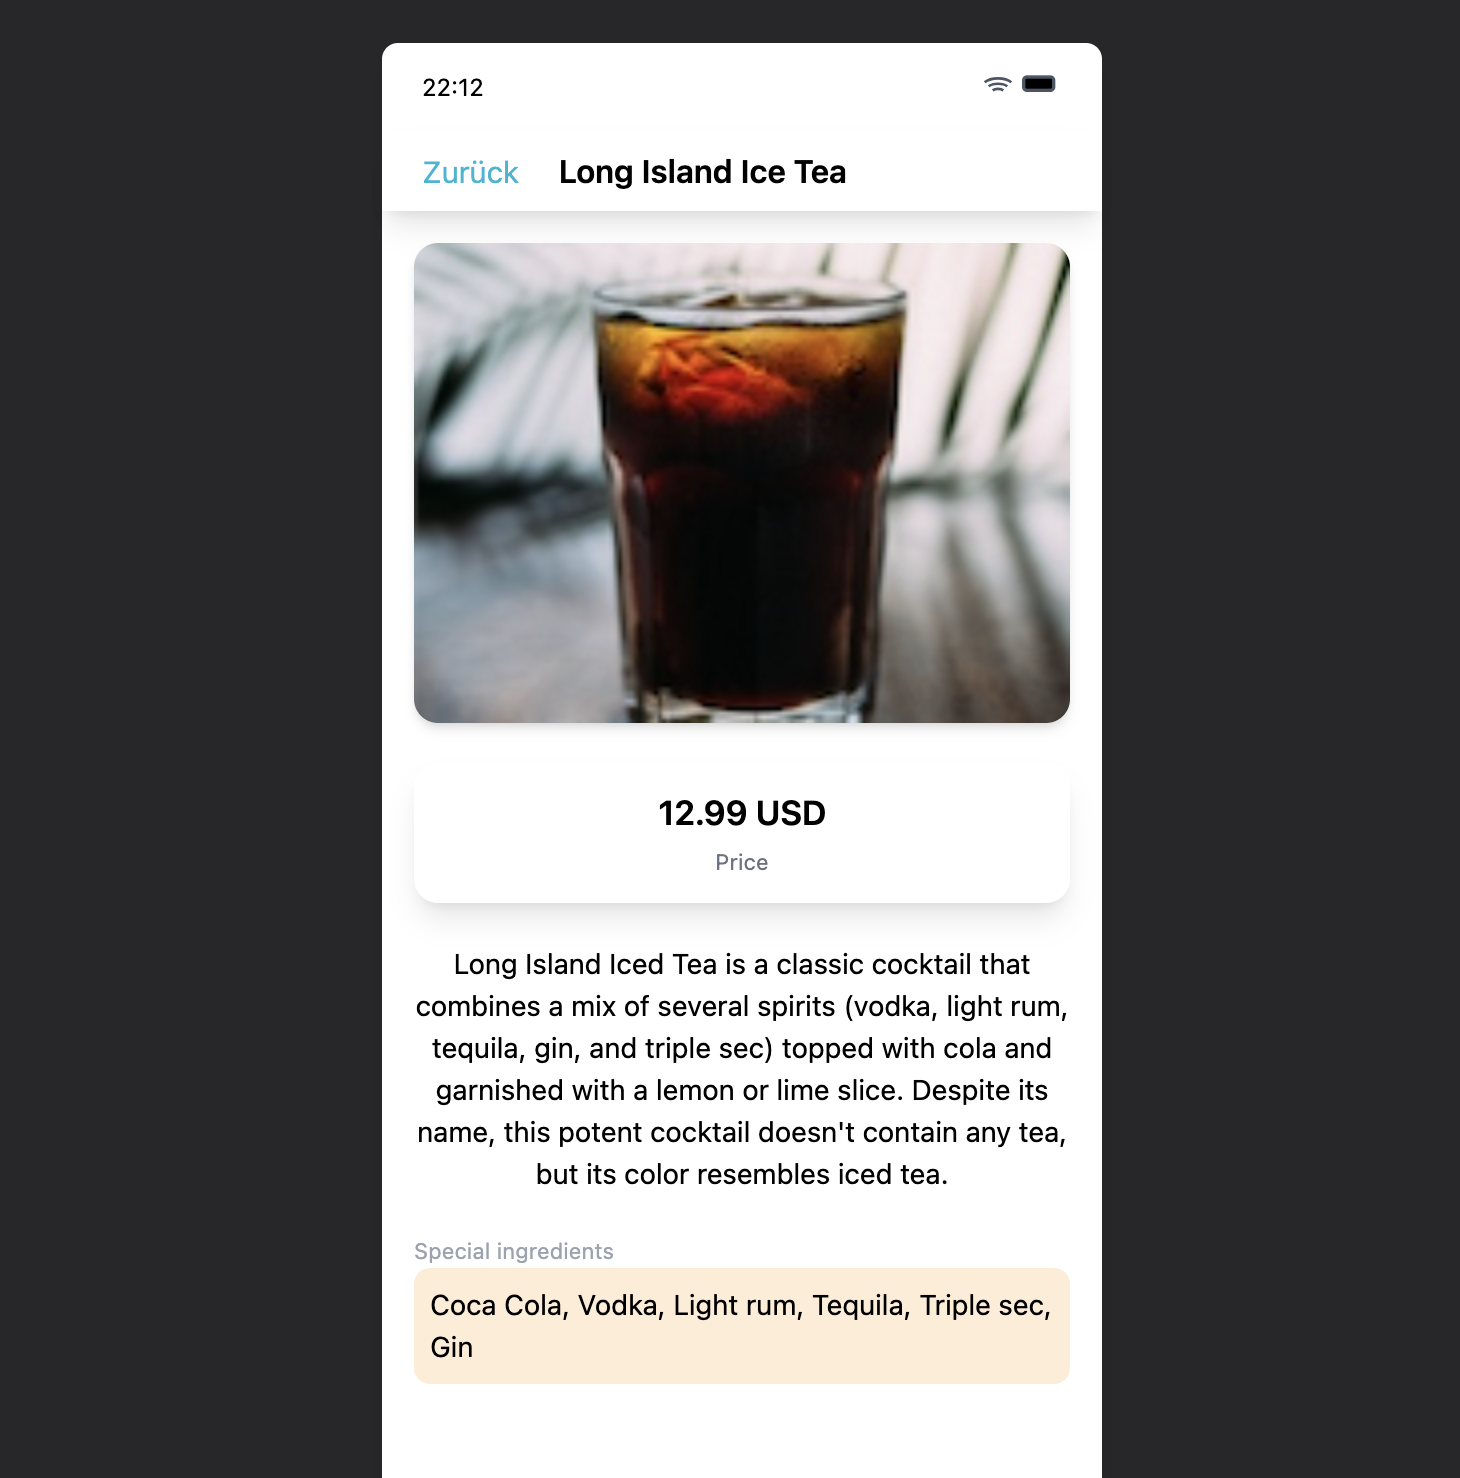 22:12
Zurück Long Island Ice Tea
12.99 USD
Price
Long Island Iced Tea is a classic cocktail that
combines a mix of several spirits (vodka, light rum,
tequila, gin, and triple sec) topped with cola and
garnished with a lemon or lime slice. Despite its
name, this potent cocktail doesn't contain any tea,
but its color resembles iced tea.
Special ingredients
Coca Cola, Vodka, Light rum, Tequila, Triple sec,
Gin